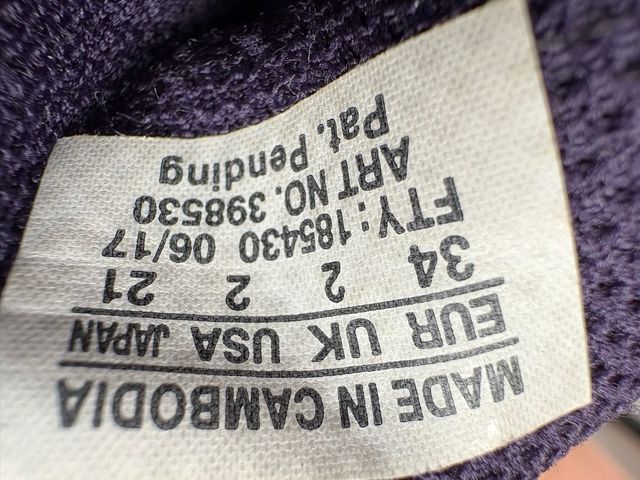 MADE IN CAMBODIA
EUR UK USA JAPAN
34 2 2 21
FTY: 185430 06/17
ART NO. 398530
Pat. Pending